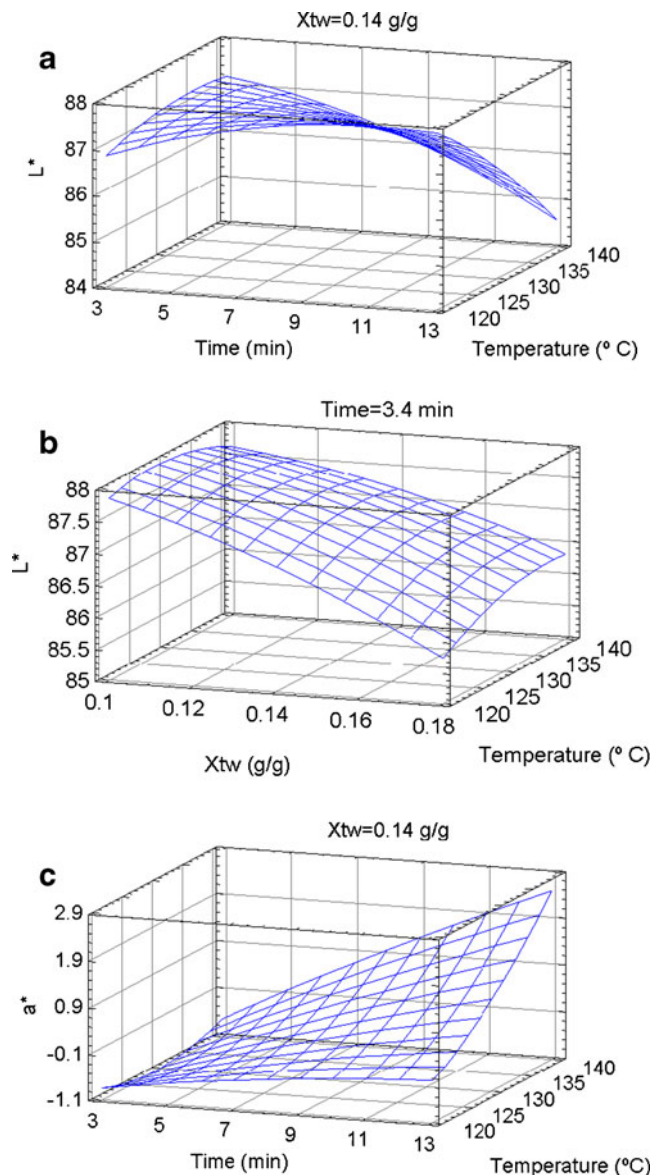 Xtw=0.14 g/g
a
88
87
L*
86
85
84
3 5 7 9 11 13
120 125 130 135 140
Time (min)
Temperature (º C)
Time=3.4 min
b
88
87.5
87
L*
86.5
86
85.5
85
0.1 0.12 0.14 0.16 0.18
120 125 130 135 140
Xtw (g/g)
Temperature (º C)
Xtw=0.14 g/g
c
2.9
1.9
0.9
a*
-0.1
-1.1
3 5 7 9 11 13
120 125 130 135 140
Time (min)
Temperature (ºC)